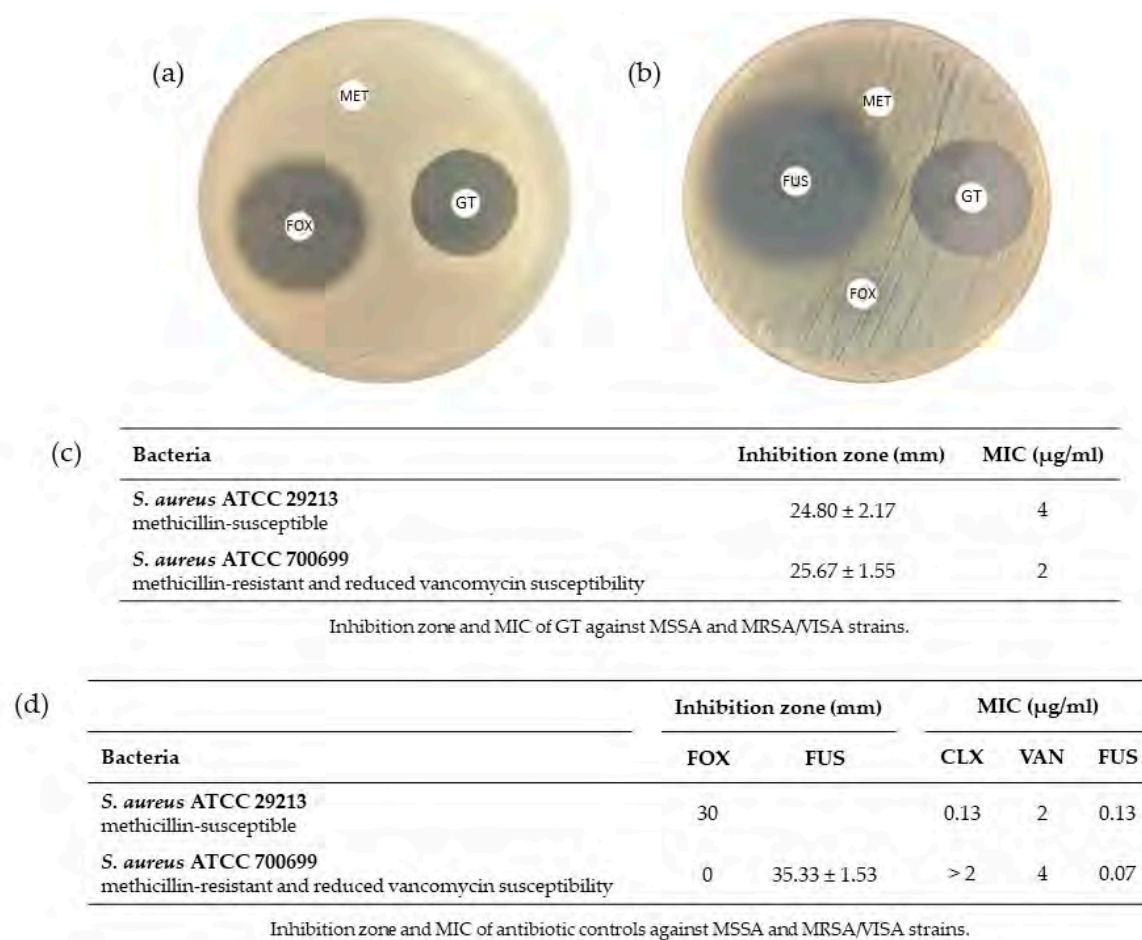 (a)
MET
FOX
GT
(b)
MET
FUS
GT
FOX
(c)
Bacteria Inhibition zone (mm) MIC (µg/ml)
S. aureus ATCC 29213
methicillin-susceptible
24.80 ± 2.17 4
S. aureus ATCC 700699
methicillin-resistant and reduced vancomycin susceptibility
25.67 ± 1.55 2
Inhibition zone and MIC of GT against MSSA and MRSA/VISA strains.
(d)
Inhibition zone (mm) MIC (µg/ml)
Bacteria FOX FUS CLX VAN FUS
S. aureus ATCC 29213
methicillin-susceptible
30 0.13 2 0.13
S. aureus ATCC 700699
methicillin-resistant and reduced vancomycin susceptibility
0 35.33 ± 1.53 > 2 4 0.07
Inhibition zone and MIC of antibiotic controls against MSSA and MRSA/VISA strains.